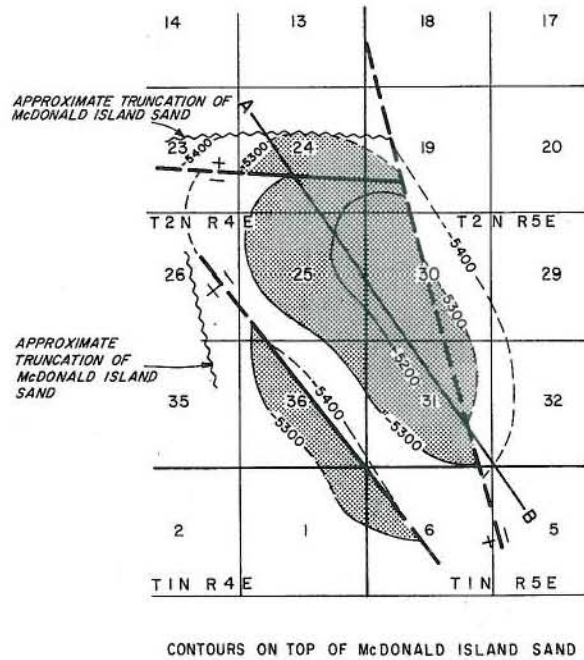 14 13 18 17
APPROXIMATE TRUNCATION OF
McDONALD ISLAND SAND
A
23 24 19 20
-5400 -5300
+
–
T2N R4E T2N R5E
-5400
26 25 30 29
-5300
–
+
APPROXIMATE
TRUNCATION OF
McDONALD ISLAND
SAND
-5200
35 36 31 32
-5400
-5300 -5300
B
2 1 6 5
+ –
T1N R4E T1N R5E
CONTOURS ON TOP OF McDONALD ISLAND SAND